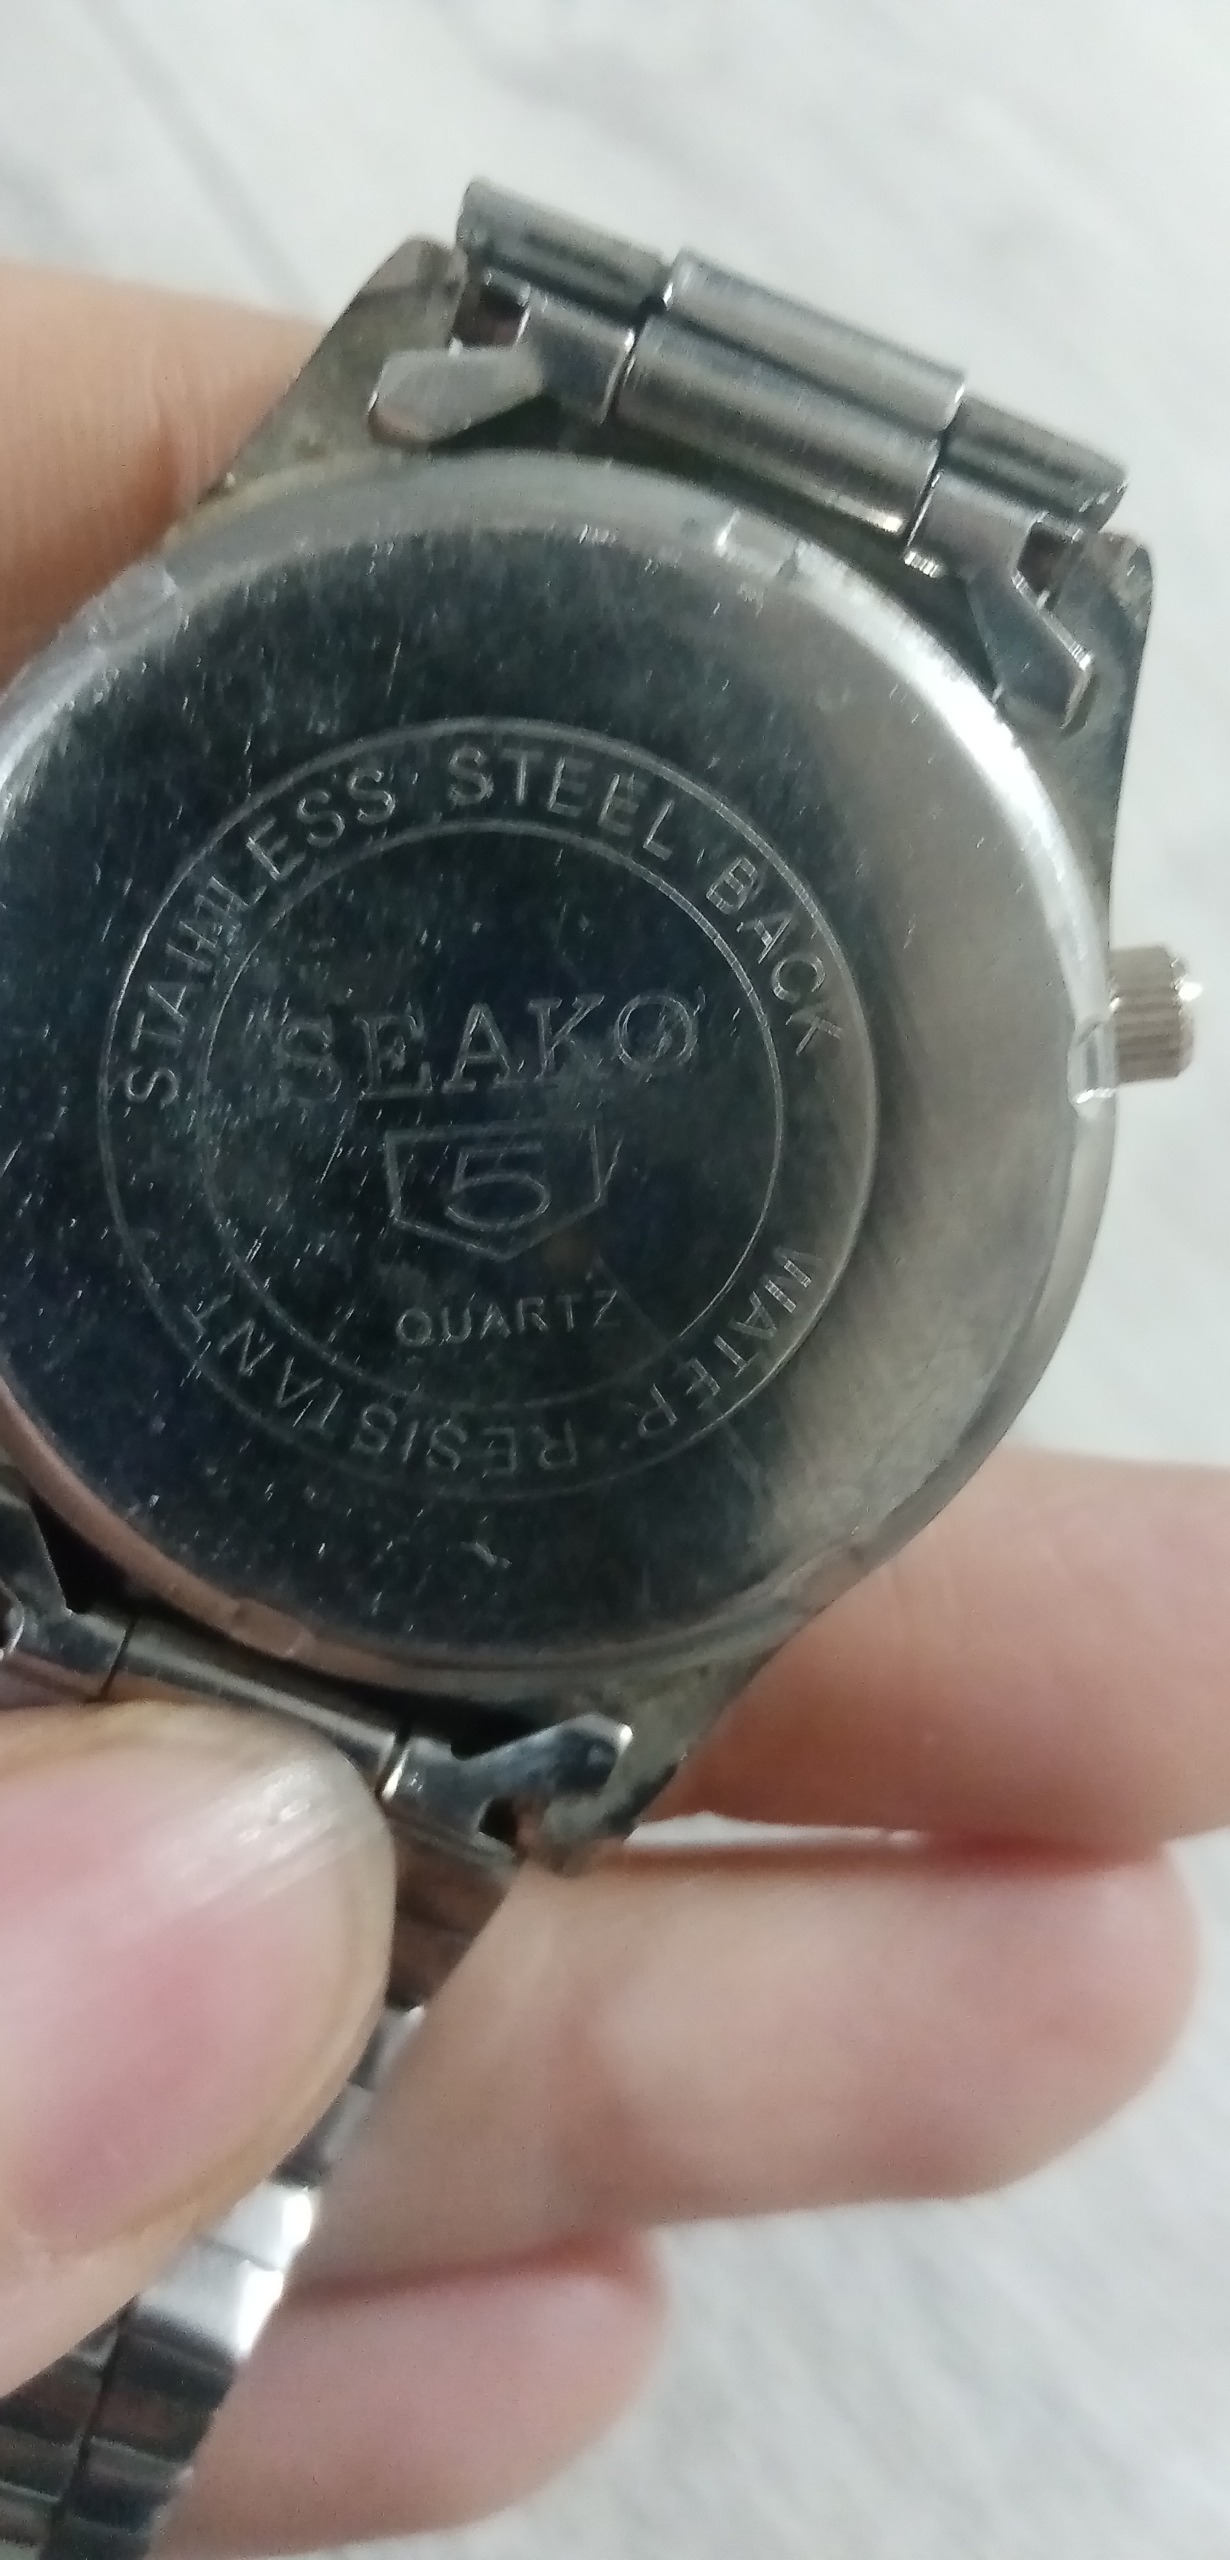 STAINLESS STEEL BACK
SEAKO
5
QUARTZ
WATER RESISTANT